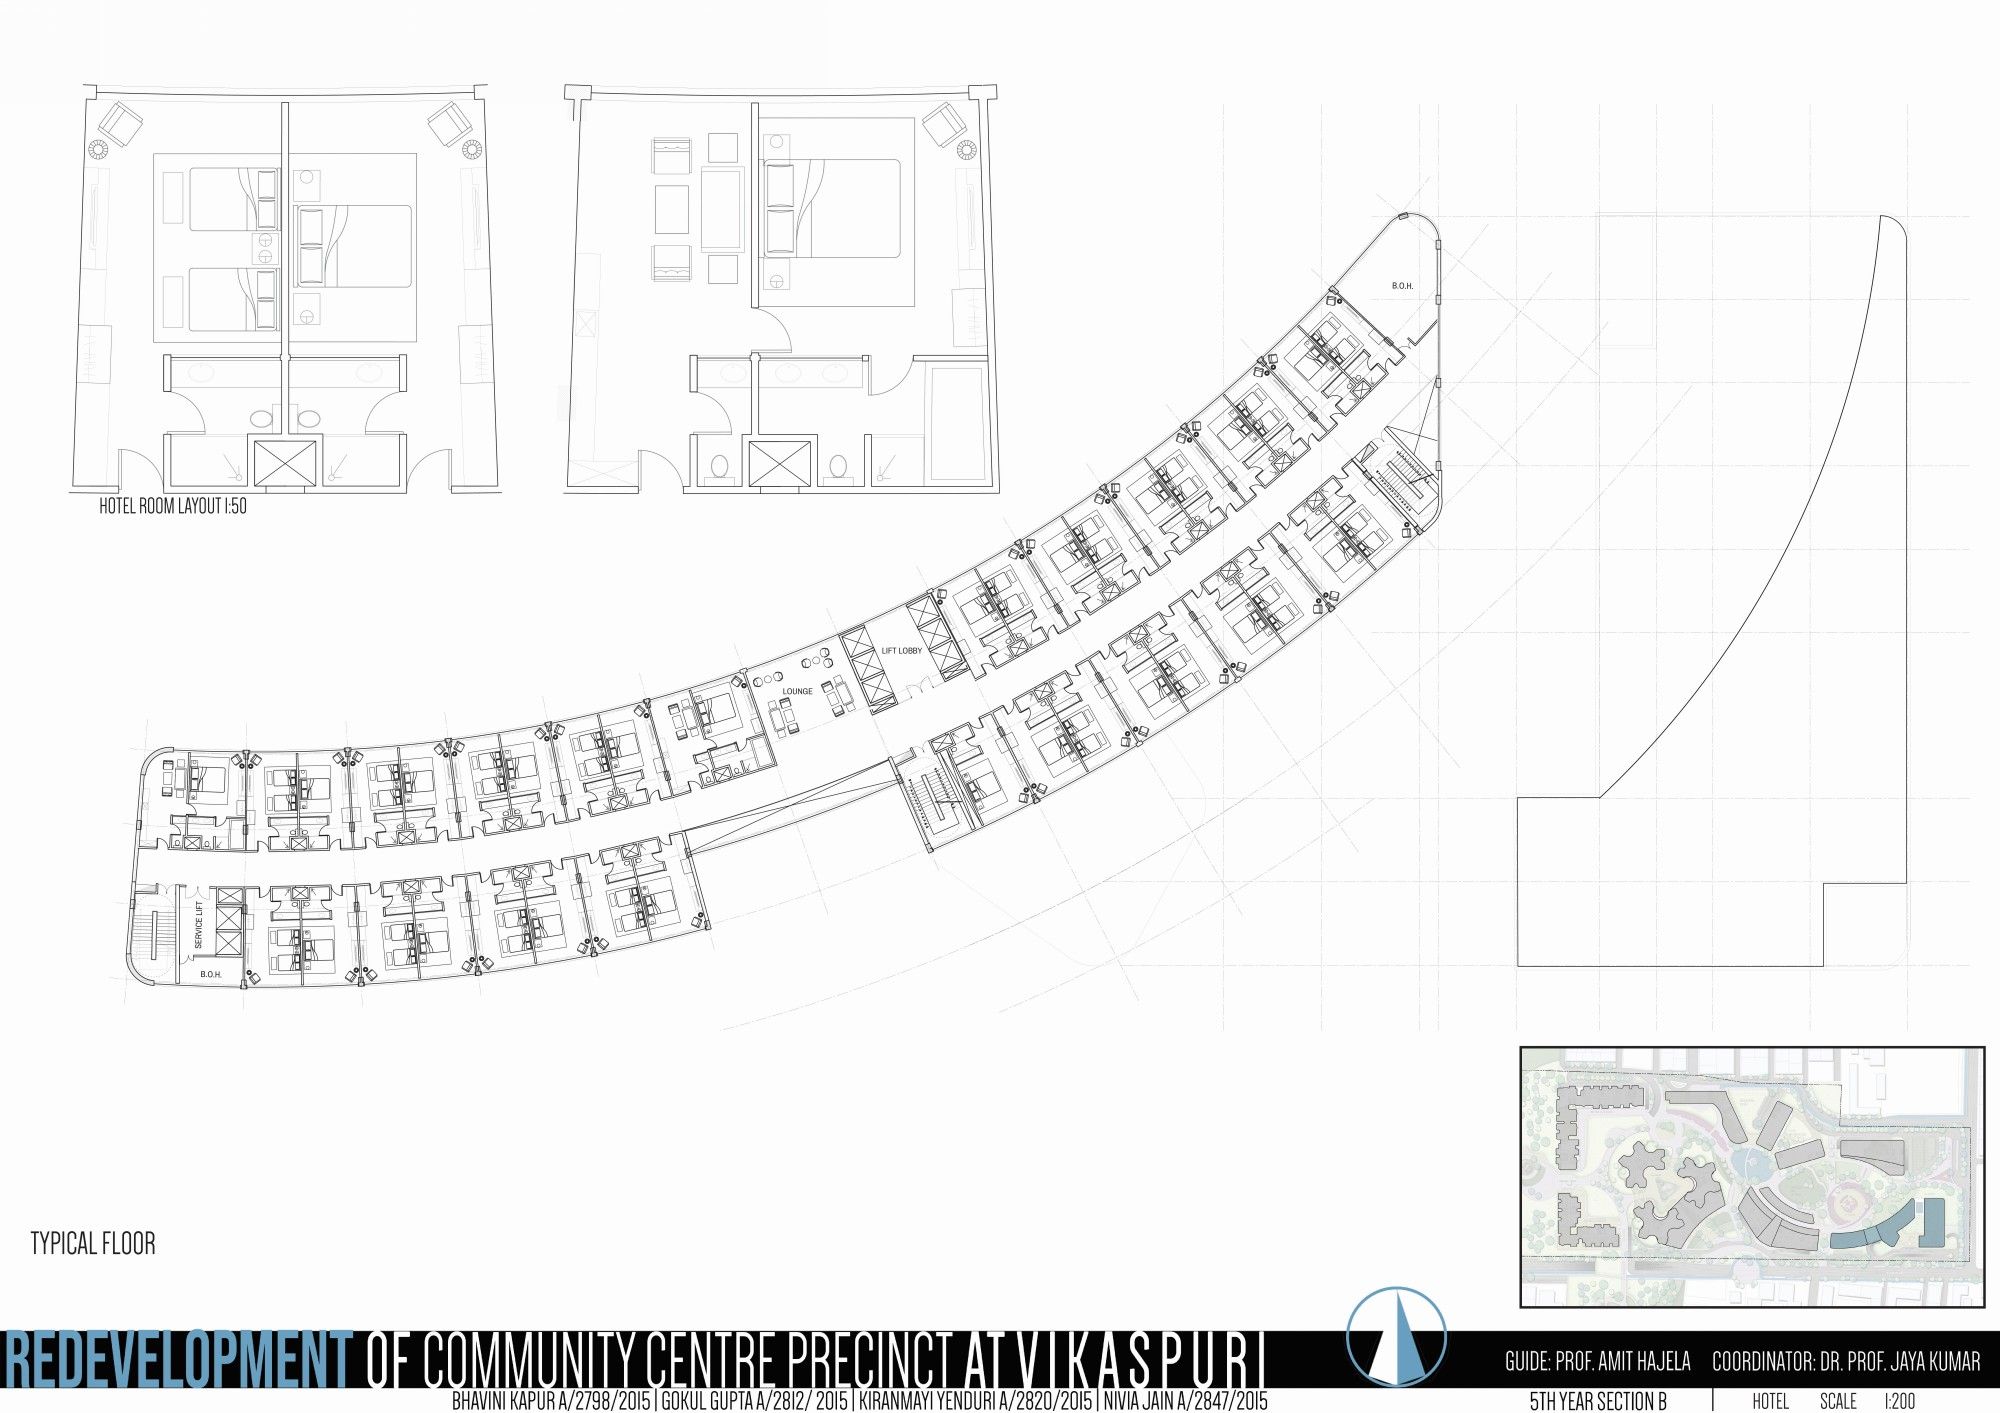 HOTEL ROOM LAYOUT 1:50
B.O.H.
LIFT LOBBY
LOUNGE
SERVICE LIFT
B.O.H.
TYPICAL FLOOR
REDEVELOPMENT OF COMMUNITY CENTRE PRECINCT AT VIKASPURI
GUIDE: PROF. AMIT HAJELA COORDINATOR: DR. PROF. JAYA KUMAR
BHAVINI KAPUR A/2798/2015 | GOKUL GUPTA A/2812/ 2015 | KIRANMAYI YENDURI A/2820/2015 | NIVIA JAIN A/2847/2015
5TH YEAR SECTION B | HOTEL SCALE 1:200